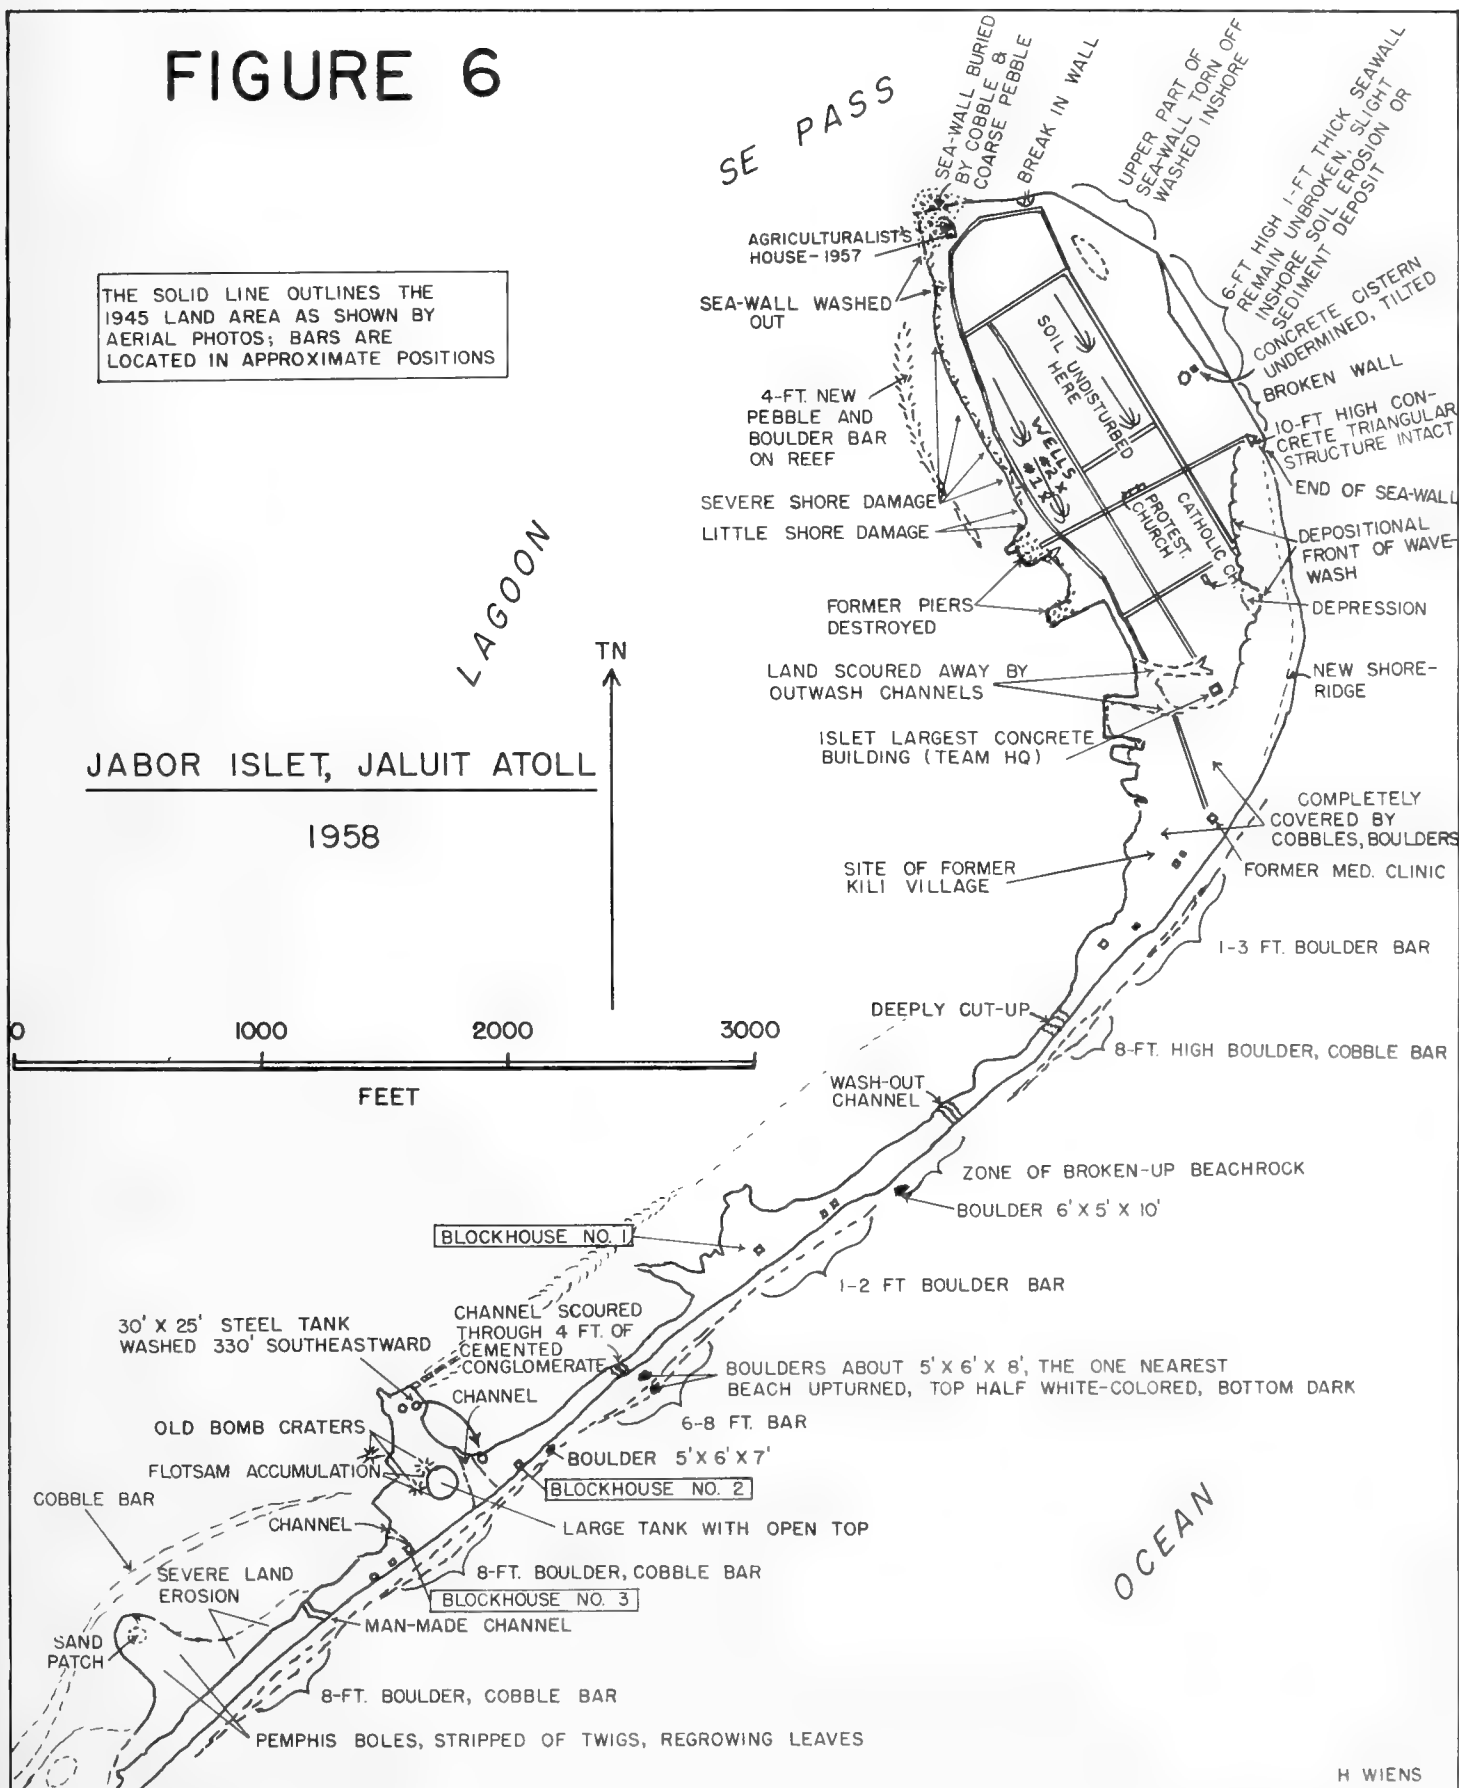 FIGURE 6
SE PASS
SEA-WALL BURIED
BY COBBLE &
COARSE PEBBLE
BREAK IN WALL
UPPER PART OF
SEA-WALL TORN OFF
WASHED INSHORE
6-FT HIGH 1-FT THICK SEAWALL
REMAIN UNBROKEN, SLIGHT
INSHORE SOIL EROSION OR
SEDIMENT DEPOSIT
CONCRETE CISTERN
UNDERMINED, TILTED
BROKEN WALL
10-FT HIGH CON-
CRETE TRIANGULAR
STRUCTURE INTACT
END OF SEA-WALL
DEPOSITIONAL
FRONT OF WAVE-
WASH
DEPRESSION
NEW SHORE-
RIDGE
AGRICULTURALIST'S
HOUSE-1957
SEA-WALL WASHED
OUT
4-FT. NEW
PEBBLE AND
BOULDER BAR
ON REEF
SEVERE SHORE DAMAGE
LITTLE SHORE DAMAGE
FORMER PIERS
DESTROYED
LAND SCOURED AWAY BY
OUTWASH CHANNELS
ISLET LARGEST CONCRETE
BUILDING (TEAM HQ)
SOIL UNDISTURBED
HERE
WELLS
#2X
#1X
PROTEST.
CHURCH
CATHOLIC CH.
THE SOLID LINE OUTLINES THE
1945 LAND AREA AS SHOWN BY
AERIAL PHOTOS; BARS ARE
LOCATED IN APPROXIMATE POSITIONS
LAGOON
TN
JABOR ISLET, JALUIT ATOLL
1958
0 1000 2000 3000
FEET
COMPLETELY
COVERED BY
COBBLES, BOULDERS
SITE OF FORMER
KILI VILLAGE
FORMER MED. CLINIC
1-3 FT. BOULDER BAR
DEEPLY CUT-UP
8-FT. HIGH BOULDER, COBBLE BAR
WASH-OUT
CHANNEL
ZONE OF BROKEN-UP BEACHROCK
BOULDER 6' X 5' X 10'
BLOCKHOUSE NO. 1
1-2 FT BOULDER BAR
30' X 25' STEEL TANK
WASHED 330' SOUTHEASTWARD
CHANNEL SCOURED
THROUGH 4 FT. OF
CEMENTED
CONGLOMERATE
CHANNEL
BOULDERS ABOUT 5' X 6' X 8', THE ONE NEAREST
BEACH UPTURNED, TOP HALF WHITE-COLORED, BOTTOM DARK
6-8 FT. BAR
OLD BOMB CRATERS
BOULDER 5' X 6' X 7'
FLOTSAM ACCUMULATION
BLOCKHOUSE NO. 2
COBBLE BAR
CHANNEL
LARGE TANK WITH OPEN TOP
OCEAN
SEVERE LAND
EROSION
8-FT. BOULDER, COBBLE BAR
BLOCKHOUSE NO. 3
MAN-MADE CHANNEL
SAND
PATCH
8-FT. BOULDER, COBBLE BAR
PEMPHIS BOLES, STRIPPED OF TWIGS, REGROWING LEAVES
H WIENS